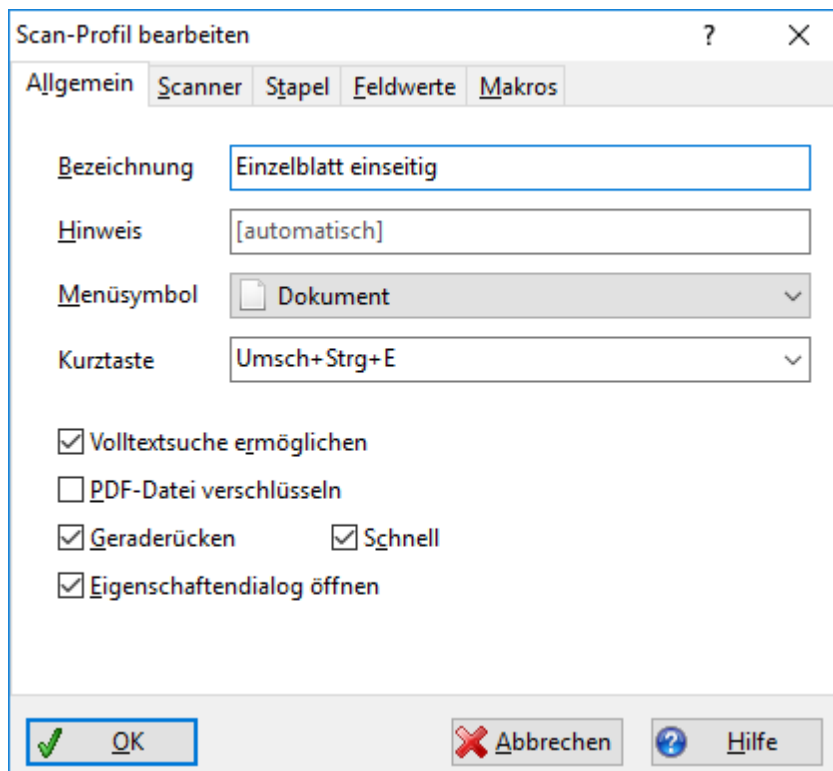 Scan-Profil bearbeiten ?
Allgemein Scanner Stapel Feldwerte Makros
Bezeichnung Einzelblatt einseitig
Hinweis [automatisch]
Menüsymbol Dokument
Kurztaste Umsch+Strg+E
Volltextsuche ermöglichen
PDF-Datei verschlüsseln
Geraderücken Schnell
Eigenschaftendialog öffnen
OK Abbrechen ? Hilfe